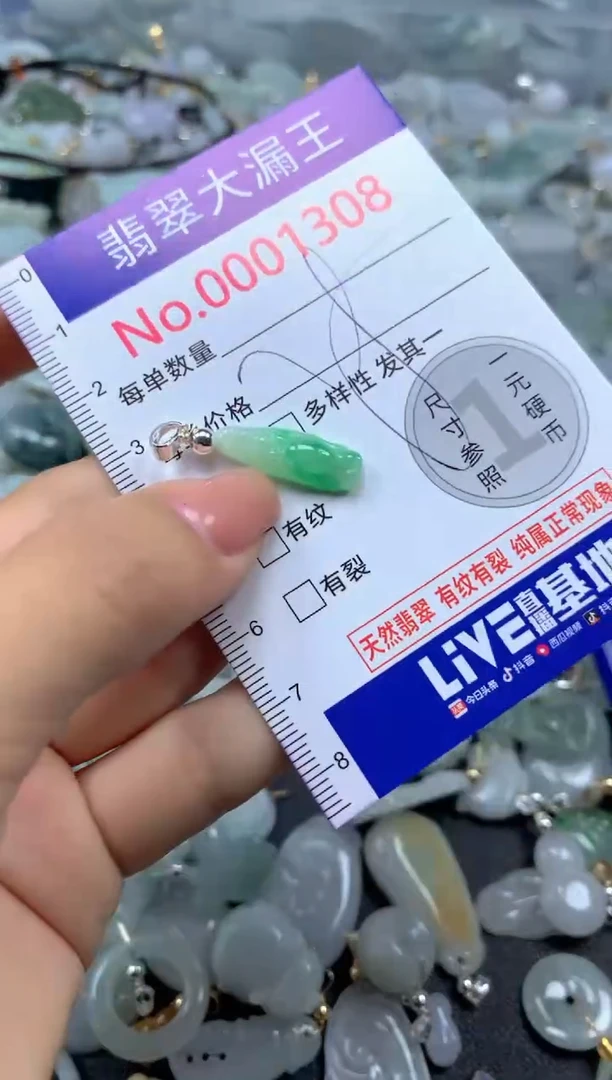 翡翠大漏王
No.0001308
每单数量
价格
多样性 发其一
有纹
有裂
一元硬币
尺寸参照
1
天然翡翠 有纹有裂 纯属正常现象
LIVE直播基地
今日头条 抖音 西瓜视频
0
1
2
3
6
7
8